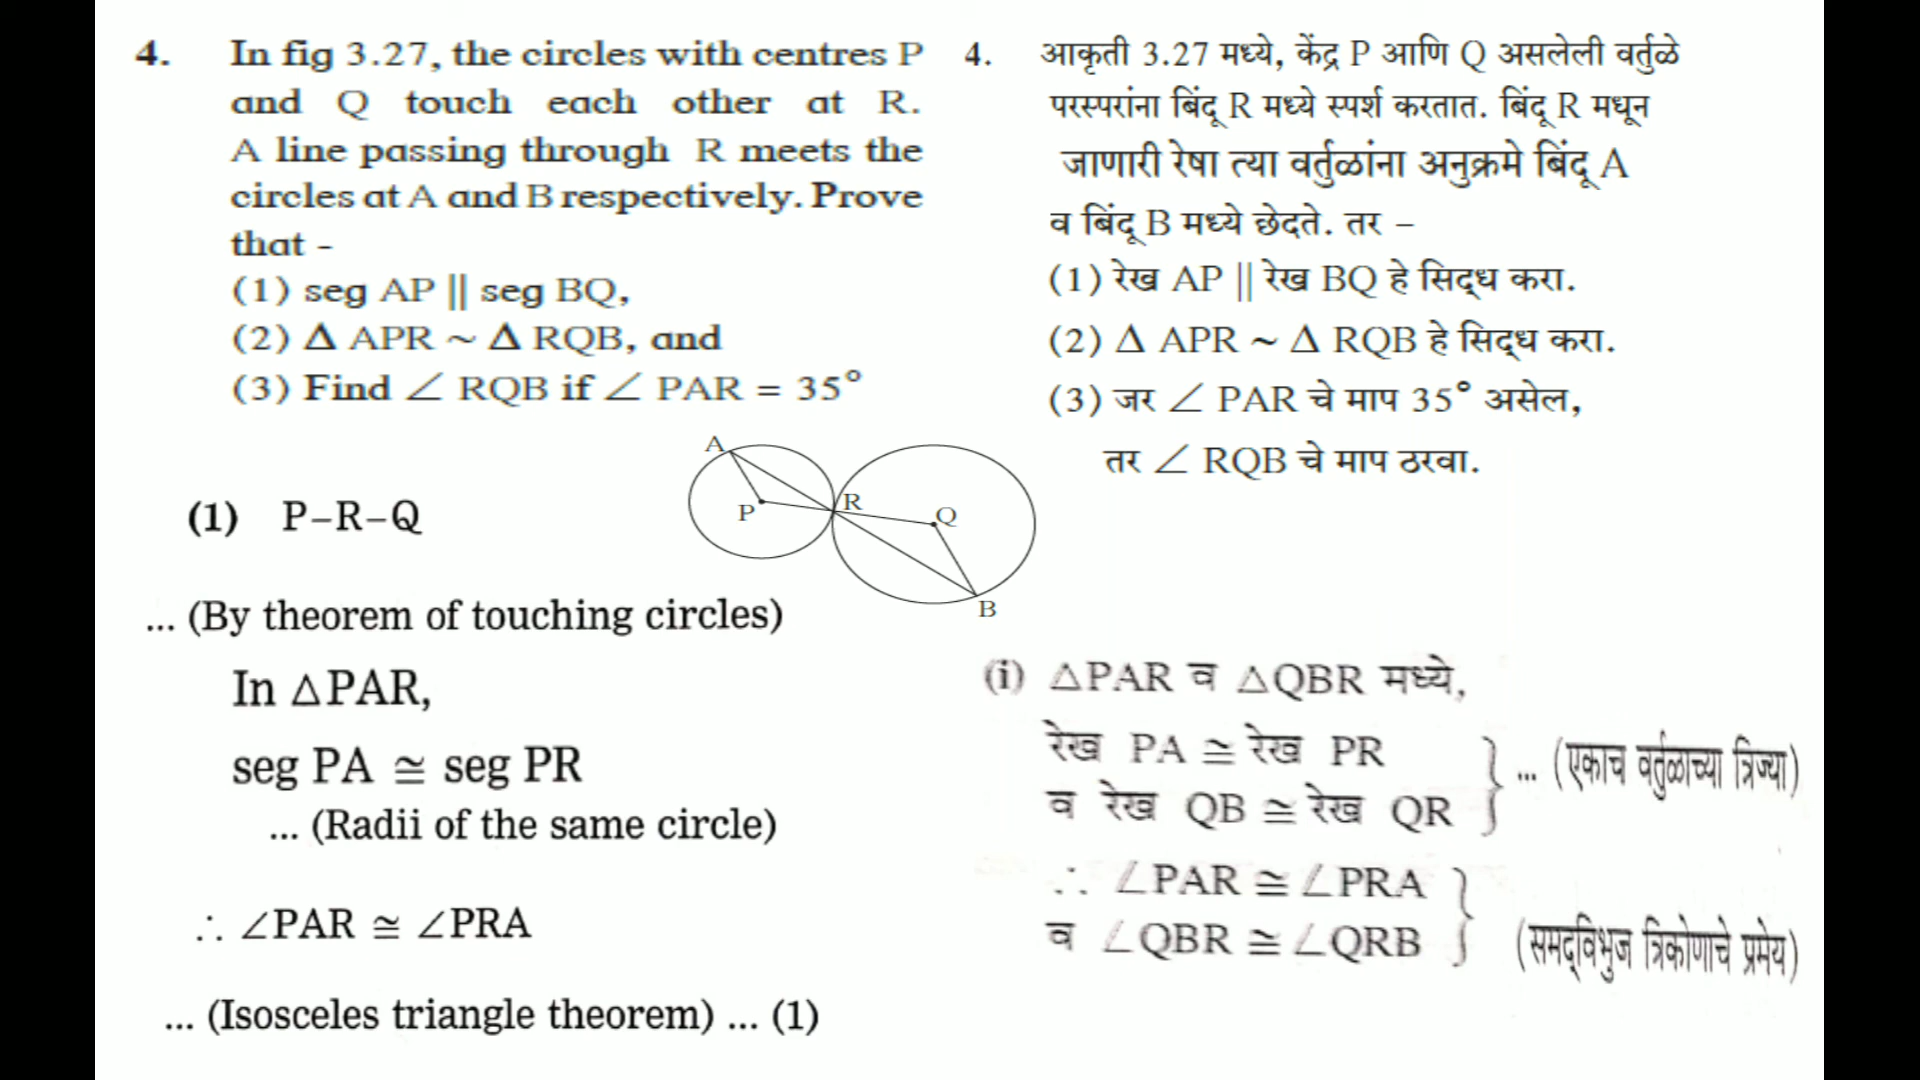 4. In fig 3.27, the circles with centres P
and Q touch each other at R.
A line passing through R meets the
circles at A and B respectively. Prove
that -
(1) seg AP || seg BQ,
(2) Δ APR ~ Δ RQB, and
(3) Find ∠ RQB if ∠ PAR = 35°
4. आकृती 3.27 मध्ये, केंद्र P आणि Q असलेली वर्तुळे
परस्परांना बिंदू R मध्ये स्पर्श करतात. बिंदू R मधून
जाणारी रेषा त्या वर्तुळांना अनुक्रमे बिंदू A
व बिंदू B मध्ये छेदते. तर –
(1) रेख AP || रेख BQ हे सिद्ध करा.
(2) Δ APR ~ Δ RQB हे सिद्ध करा.
(3) जर ∠ PAR चे माप 35° असेल,
तर ∠ RQB चे माप ठरवा.
A
P
R
Q
B
(1) P–R–Q
... (By theorem of touching circles)
In △PAR,
seg PA ≅ seg PR
... (Radii of the same circle)
∴ ∠PAR ≅ ∠PRA
... (Isosceles triangle theorem) ... (1)
(i) △PAR व △QBR मध्ये,
रेख PA ≅ रेख PR
व रेख QB ≅ रेख QR } ... (एकाच वर्तुळाच्या त्रिज्या)
∴ ∠PAR ≅ ∠PRA
व ∠QBR ≅ ∠QRB } (समद्विभुज त्रिकोणाचे प्रमेय)